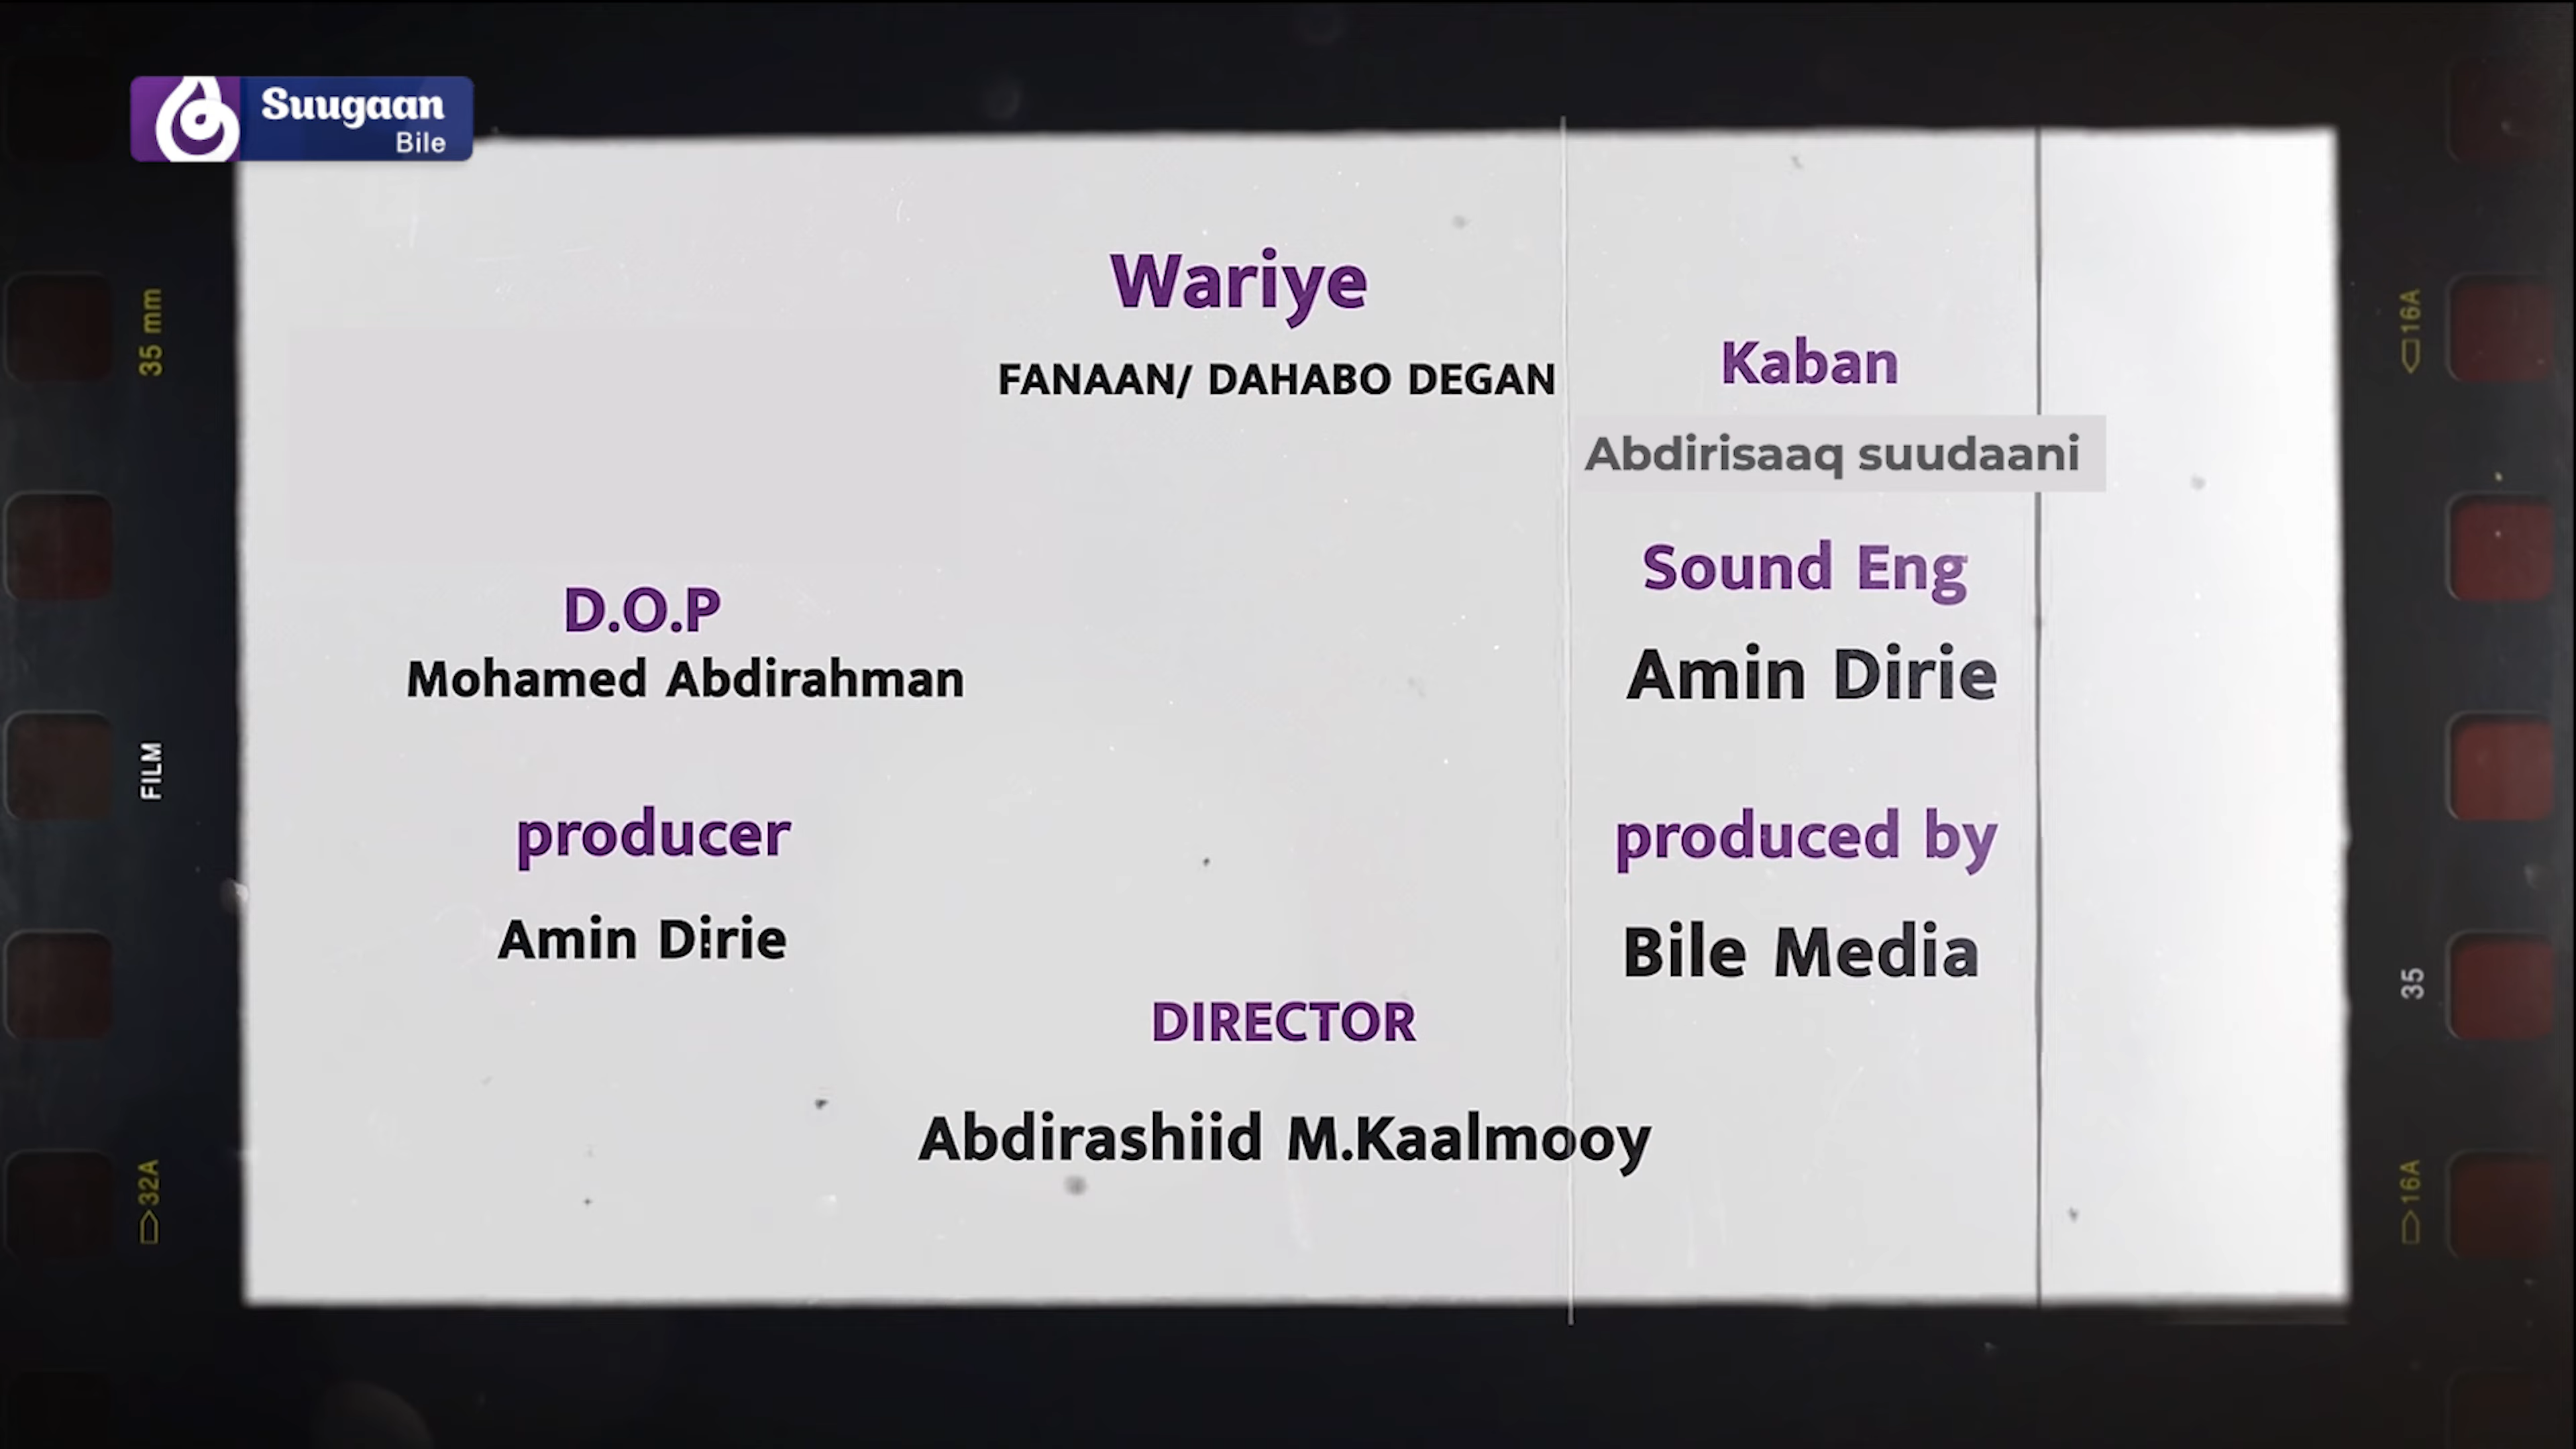 Suugaan
Bile
Wariye
FANAAN/ DAHABO DEGAN
Kaban
Abdirisaaq suudaani
Sound Eng
Amin Dirie
D.O.P
Mohamed Abdirahman
producer
Amin Dirie
produced by
Bile Media
DIRECTOR
Abdirashiid M.Kaalmooy
35 mm
FILM
32A
16A
35
16A